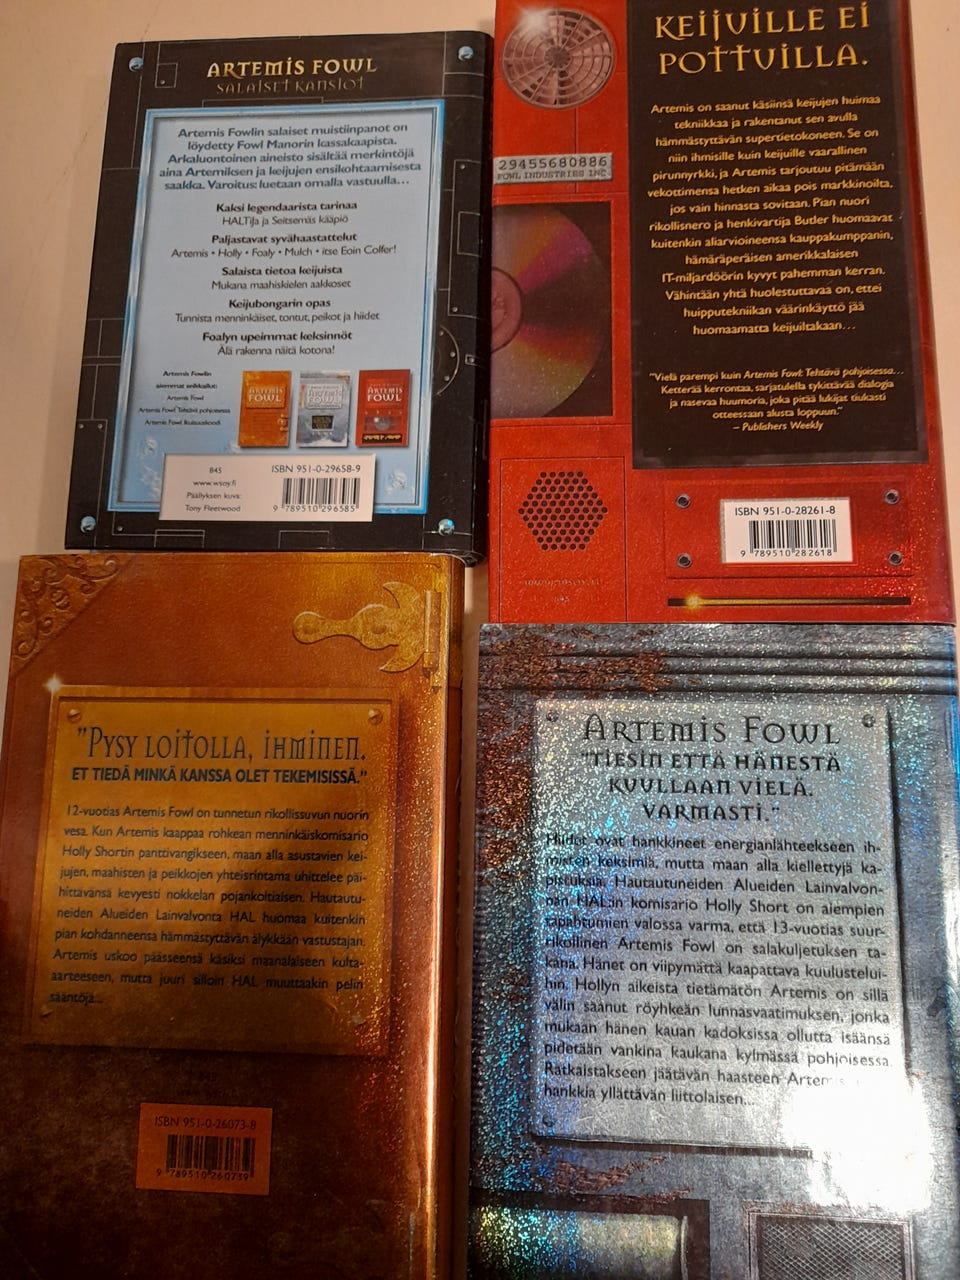 ARTEMIS FOWL
SALAISET KANSIOT
Artemis Fowlin salaiset muistiinpanot on
löydetty Fowl Manorin kassakaapista.
Arkaluontoinen aineisto sisältää merkintöjä
aina Artemiksen ja keijujen ensikohtaamisesta
saakka. Varoitus: luetaan omalla vastuulla...
Kaksi legendaarista tarinaa
HALTIJa ja Seitsemäs kääpiö
Paljastavat syvähaastattelut
Artemis • Holly • Foaly • Mulch • itse Eoin Colfer!
Salaista tietoa keijuista
Mukana maahiskielen aakkoset
Keijubongarin opas
Tunnista menninkäiset, tontut, peikot ja hiidet
Foalyn upeimmat keksinnöt
Älä rakenna näitä kotona!
Artemis Fowlin
aiemmat seikkailut:
Artemis Fowl
Artemis Fowl Tehtävä pohjoisessa
Artemis Fowl Ikuisuuskoodi
ARTEMIS
FOWL
ARTEMIS
FOWL
ARTEMIS
FOWL
845
www.wsoy.fi
Päällyksen kuva:
Tony Fleetwood
ISBN 951-0-29658-9
9 789510 296585
KEIJUILLE EI
POTTUILLA.
Artemis on saanut käsiinsä keijujen huimaa
tekniikkaa ja rakentanut sen avulla
hämmästyttävän supertietokoneen. Se on
niin ihmisille kuin keijuille vaarallinen
pirunnyrkki, ja Artemis tarjoutuu pitämään
vekottimensa hetken aikaa pois markkinoilta,
jos vain hinnasta sovitaan. Pian nuori
rikollisnero ja henkivartija Butler huomaavat
kuitenkin aliarvioineensa kauppakumppanin,
hämäräperäisen amerikkalaisen
IT-miljardöörin kyvyt pahemman kerran.
Vähintään yhtä huolestuttavaa on, ettei
huipputekniikan väärinkäyttö jää
huomaamatta keijuiltakaan...
"Vielä parempi kuin Artemis Fowl: Tehtävä pohjoisessa...
Ketterää kerrontaa, sarjatulella tykittävää dialogia
ja nasevaa huumoria, joka pitää lukijat tiukasti
otteessaan alusta loppuun."
– Publishers Weekly
29455680886
FOWL INDUSTRIES INC.
845
ISBN 951-0-28261-8
9 789510 282618
"PYSY LOITOLLA, IHMINEN.
ET TIEDÄ MINKÄ KANSSA OLET TEKEMISISSÄ."
12-vuotias Artemis Fowl on tunnetun rikollissuvun nuorin
vesa. Kun Artemis kaappaa rohkean menninkäiskomisario
Holly Shortin panttivangikseen, maan alla asustavien kei-
jujen, maahisten ja peikkojen yhteisrintama uhittelee päi-
hittävänsä kevyesti nokkelan pojankoltiaisen. Hautautu-
neiden Alueiden Lainvalvonta HAL huomaa kuitenkin
pian kohdanneensa hämmästyttävän älykkään vastustajan.
Artemis uskoo päässeensä käsiksi maanalaiseen kulta-
aarteeseen, mutta juuri silloin HAL muuttaakin pelin
sääntöjä...
ISBN 951-0-26073-8
9 789510 260739
ARTEMIS FOWL
"TIESIN ETTÄ HÄNESTÄ
KUULLAAN VIELÄ.
VARMASTI."
Hiidet ovat hankkineet energianlähteekseen ih-
misten keksimiä, mutta maan alla kiellettyjä ka-
pistuksia. Hautautuneiden Alueiden Lainvalvon-
nan HAL:in komisario Holly Short on aiempien
tapahtumien valossa varma, että 13-vuotias suur-
rikollinen Artemis Fowl on salakuljetuksen ta-
kana. Hänet on viipymättä kaapattava kuulustelui-
hin. Hollyn aikeista tietämätön Artemis on sillä
välin saanut röyhkeän lunnasvaatimuksen, jonka
mukaan hänen kauan kadoksissa ollutta isäänsä
pidetään vankina kaukana kylmässä pohjoisessa.
Ratkaistakseen jäätävän haasteen Artemis
hankkia yllättävän liittolaisen...